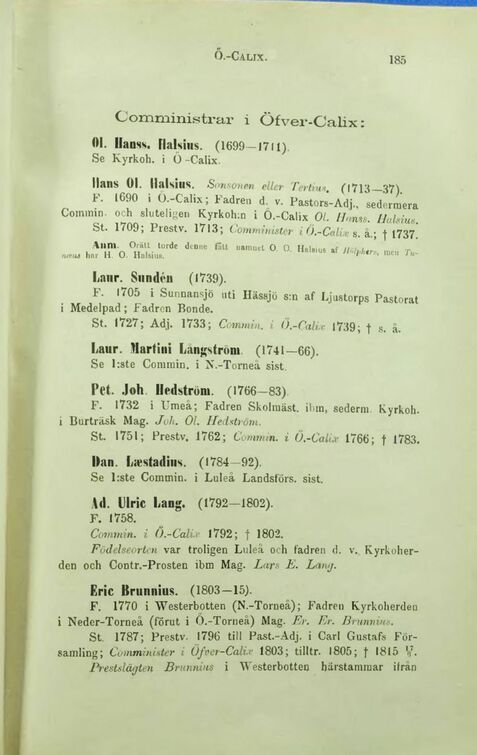 Ö.-CALIX.
185
Comministrar i Öfver-Calix:
Ol. Hanss. Halsius. (1699—1711).
Se Kyrkoh. i Ö-Calix.
Hans Ol. Halsius. Sonsonen eller Tertius. (1713—37).
F. 1690 i Ö.-Calix; Fadren d. v. Pastors-Adj., sedermera
Commin. och sluteligen Kyrkoh:n i Ö.-Calix Ol. Hanss. Halsius.
St. 1709; Prestv. 1713; Comminister i Ö.-Calix s. å.; † 1737.
Anm. Orätt torde denne fått namnet O. O. Halsius af Hülphers, men Tu-
næus har H. O. Halsius.
Laur. Sundén (1739).
F. 1705 i Sunnansjö uti Hässjö s:n af Ljustorps Pastorat
i Medelpad; Fadren Bonde.
St. 1727; Adj. 1733; Commin. i Ö.-Calix 1739; † s. å.
Laur. Martini Långström (1741—66).
Se 1:ste Commin. i N.-Torneå sist.
Pet. Joh. Hedström. (1766—83)
F. 1732 i Umeå; Fadren Skolmäst. ibm, sederm. Kyrkoh.
i Burträsk Mag. Joh. Ol. Hedström.
St. 1751; Prestv. 1762; Commin. i Ö.-Calix 1766; † 1783.
Dan. Læstadius. (1784—92).
Se 1:ste Commin. i Luleå Landsförs. sist.
Ad. Ulric Lang. (1792—1802).
F. 1758.
Commin. i Ö.-Calix 1792; † 1802.
Födelseorten var troligen Luleå och fadren d. v. Kyrkoher-
den och Contr.-Prosten ibm Mag. Lars E. Lang.
Eric Brunnius. (1803—15).
F. 1770 i Westerbotten (N.-Torneå); Fadren Kyrkoherden
i Neder-Torneå (förut i Ö.-Torneå) Mag. Er. Er. Brunnius.
St. 1787; Prestv. 1796 till Past.-Adj. i Carl Gustafs För-
samling; Comminister i Öfver-Calix 1803; tilltr. 1805; † 1815
Prestslägten Brunnius i Westerbotten härstammar ifrån